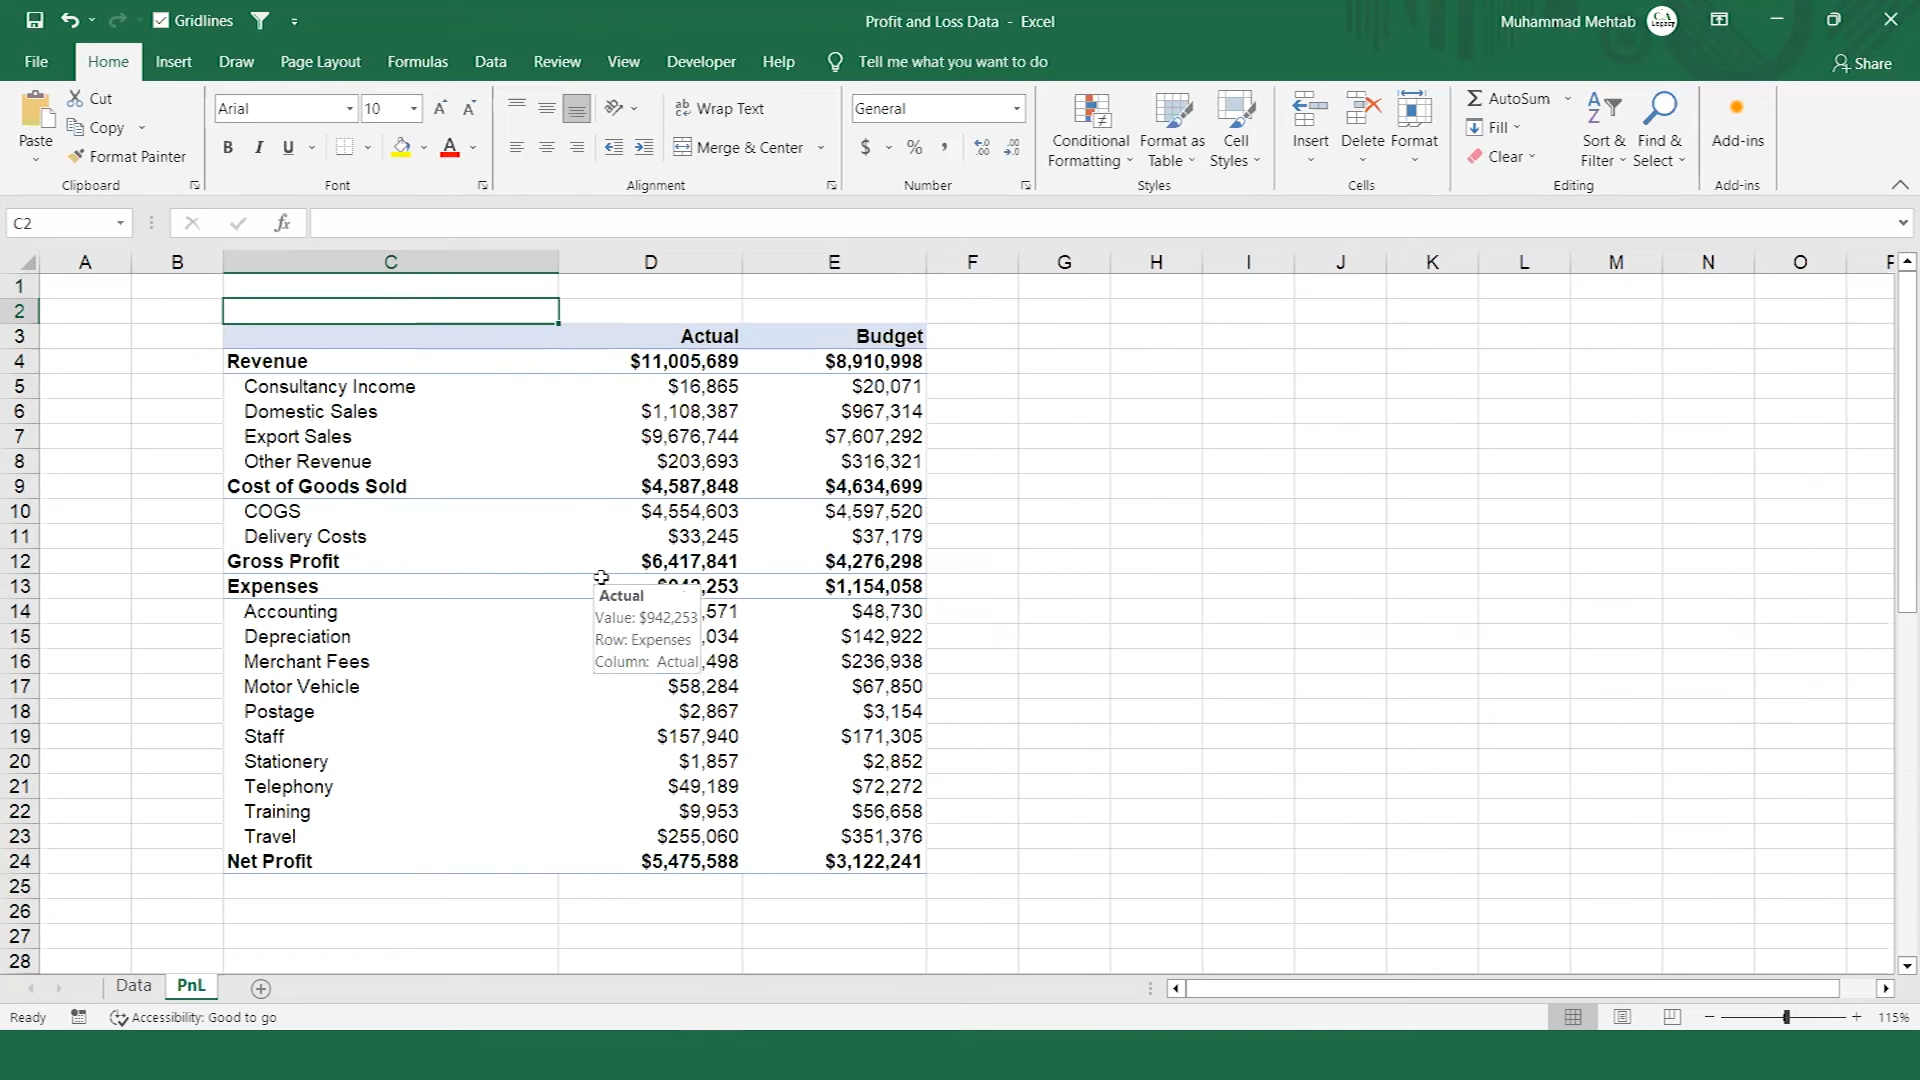 Gridlines
Profit and Loss Data - Excel
Muhammad Mehtab
File Home Insert Draw Page Layout Formulas Data Review View Developer Help Tell me what you want to do Share
Paste
Cut
Copy
Format Painter
Clipboard
Arial 10
B I U
Font
Wrap Text
Merge & Center
Alignment
General
$ % ,
Number
Conditional Formatting
Format as Table
Cell Styles
Styles
Insert Delete Format
Cells
AutoSum
Fill
Clear
Sort & Filter
Find & Select
Editing
Add-ins
Add-ins
C2 fx
A B C D E F G H I J K L M N O P
1
2
3 Actual Budget
4 Revenue $11,005,689 $8,910,998
5 Consultancy Income $16,865 $20,071
6 Domestic Sales $1,108,387 $967,314
7 Export Sales $9,676,744 $7,607,292
8 Other Revenue $203,693 $316,321
9 Cost of Goods Sold $4,587,848 $4,634,699
10 COGS $4,554,603 $4,597,520
11 Delivery Costs $33,245 $37,179
12 Gross Profit $6,417,841 $4,276,298
13 Expenses ,253 $1,154,058
14 Accounting ,571 $48,730
15 Depreciation ,034 $142,922
16 Merchant Fees ,498 $236,938
Actual
Value: $942,253
Row: Expenses
Column: Actual
17 Motor Vehicle $58,284 $67,850
18 Postage $2,867 $3,154
19 Staff $157,940 $171,305
20 Stationery $1,857 $2,852
21 Telephony $49,189 $72,272
22 Training $9,953 $56,658
23 Travel $255,060 $351,376
24 Net Profit $5,475,588 $3,122,241
25
26
27
28
Data PnL
Ready Accessibility: Good to go 115%